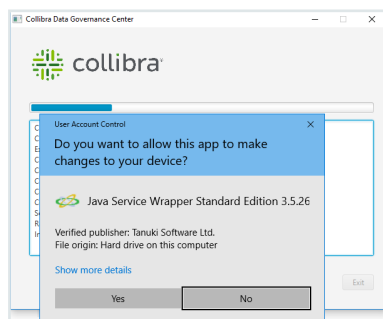 Collibra Data Governance Center
collibra
User Account Control
Do you want to allow this app to make
changes to your device?
Java Service Wrapper Standard Edition 3.5.26
Verified publisher: Tanuki Software Ltd.
File origin: Hard drive on this computer
Show more details
Yes
No
Exit